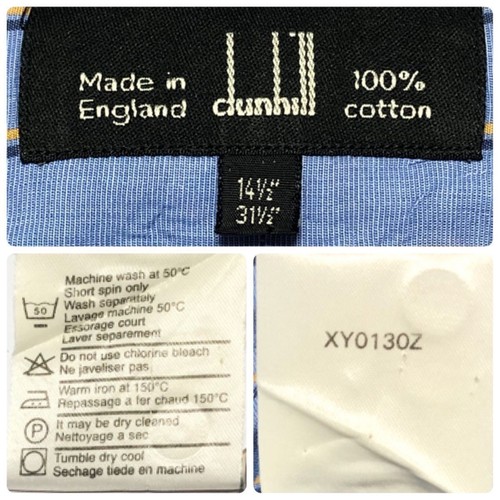 Made in
England
dunhill
100%
cotton
14½"
31½"
50
Machine wash at 50°C
Short spin only
Wash separately
Lavage machine 50°C
Essorage court
Laver separement
Do not use chlorine bleach
Ne javeliser pas
Warm iron at 150°C
Repassage a fer chaud 150°C
P
It may be dry cleaned
Nettoyage a sec
Tumble dry cool
Sechage tiede en machine
XY0130Z